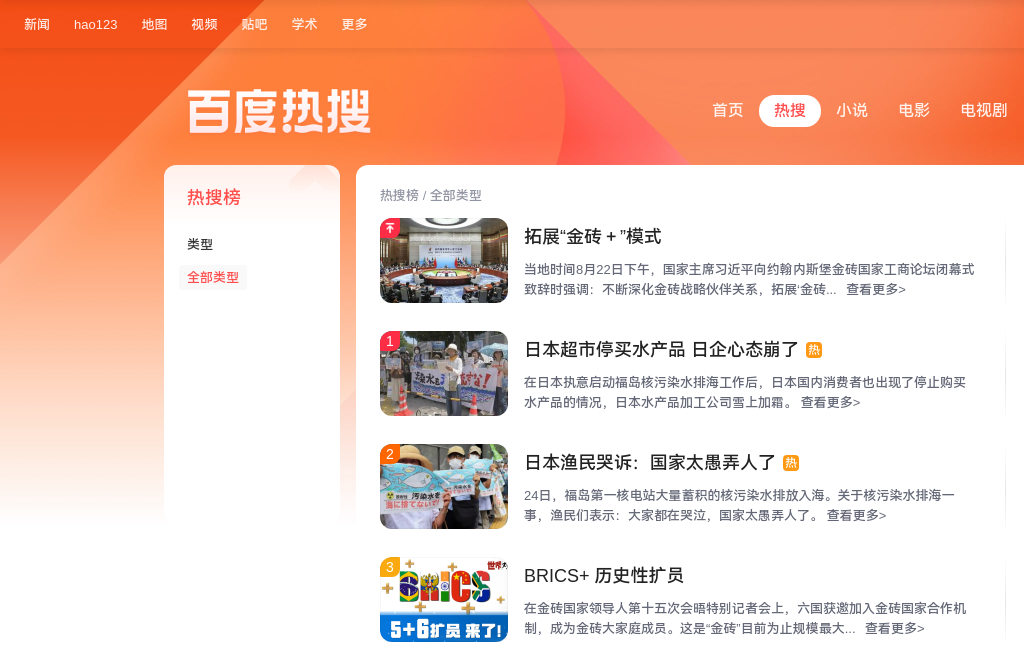 新闻 hao123 地图 视频 贴吧 学术 更多
百度热搜
首页 热搜 小说 电影 电视剧
热搜榜
类型
全部类型
热搜榜 / 全部类型
拓展“金砖＋”模式
当地时间8月22日下午，国家主席习近平向约翰内斯堡金砖国家工商论坛闭幕式
致辞时强调：不断深化金砖战略伙伴关系，拓展‘金砖... 查看更多>
1
日本超市停买水产品 日企心态崩了 热
在日本执意启动福岛核污染水排海工作后，日本国内消费者也出现了停止购买
水产品的情况，日本水产品加工公司雪上加霜。 查看更多>
2
汚染水を
海に捨てないで
日本渔民哭诉：国家太愚弄人了 热
24日，福岛第一核电站大量蓄积的核污染水排放入海。关于核污染水排海一
事，渔民们表示：大家都在哭泣，国家太愚弄人了。 查看更多>
3
BRICS
5+6扩员 来了!
BRICS+ 历史性扩员
在金砖国家领导人第十五次会晤特别记者会上，六国获邀加入金砖国家合作机
制，成为金砖大家庭成员。这是“金砖”目前为止规模最大... 查看更多>